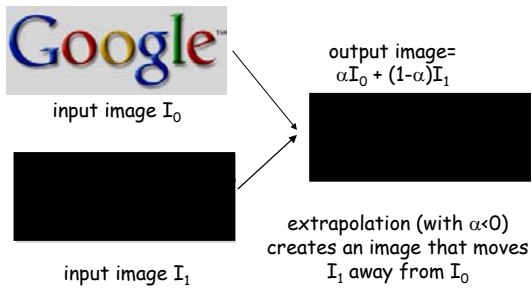 Google™
input image I₀
input image I₁
output image=
αI₀ + (1-α)I₁
extrapolation (with α<0)
creates an image that moves
I₁ away from I₀